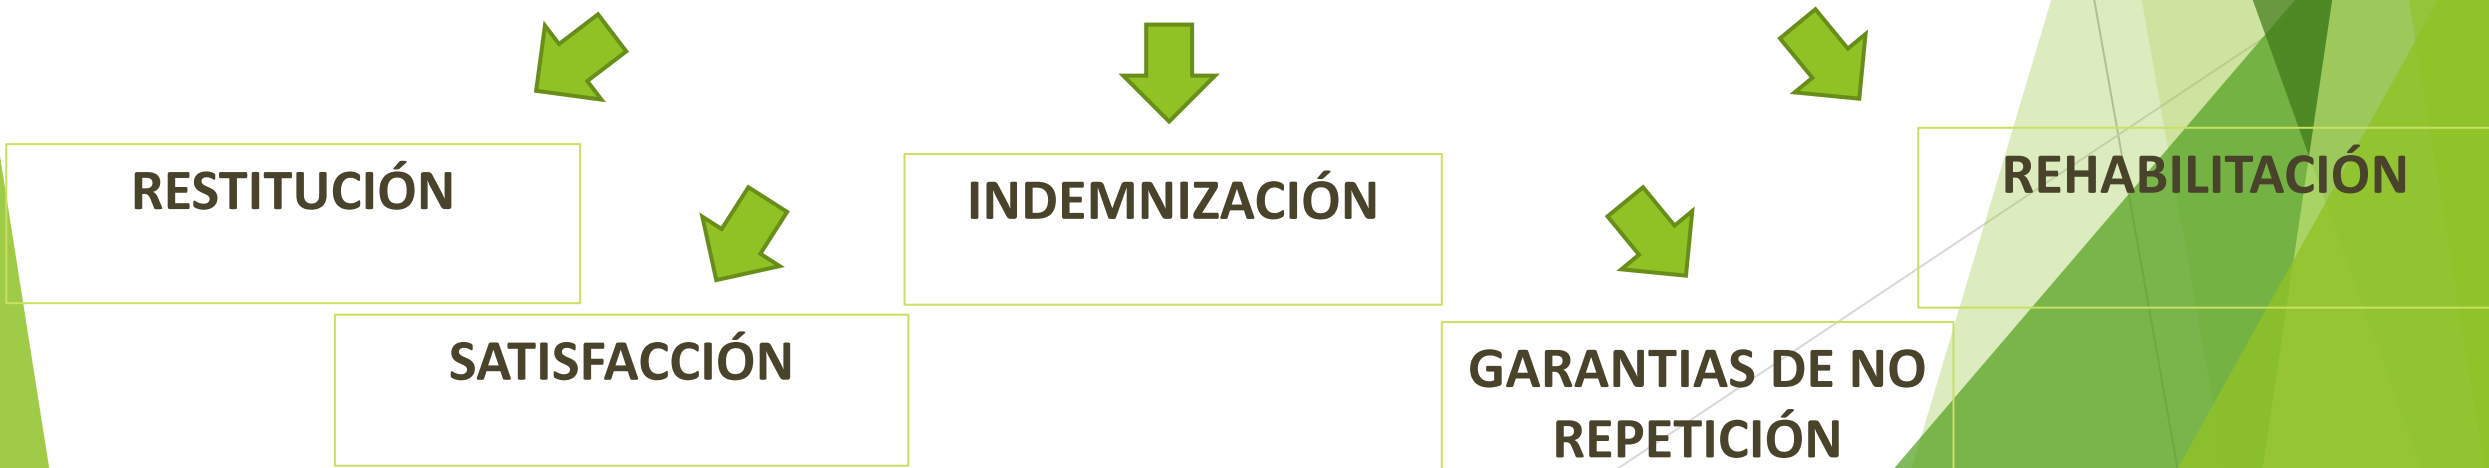 RESTITUCIÓN
INDEMNIZACIÓN
REHABILITACIÓN
SATISFACCIÓN
GARANTIAS DE NO
REPETICIÓN